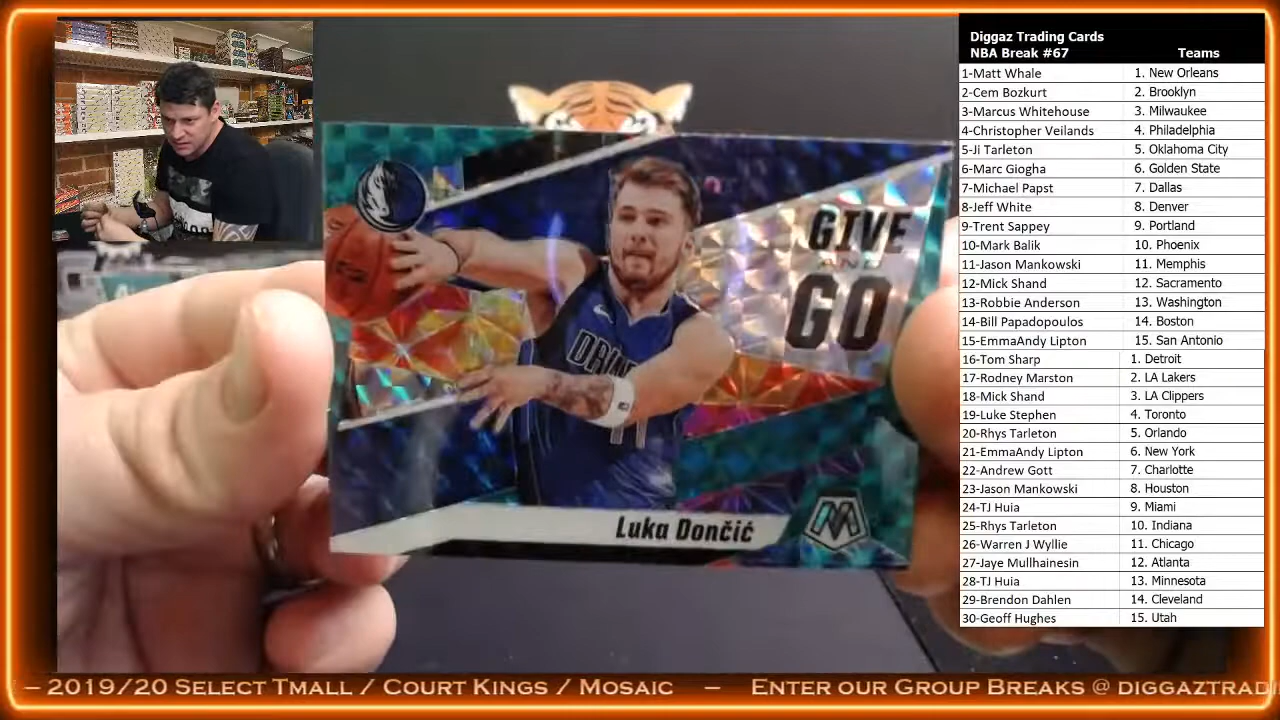 GIVE
AND
GO
Luka Dončić
Diggaz Trading Cards
NBA Break #67 Teams
1-Matt Whale 1. New Orleans
2-Cem Bozkurt 2. Brooklyn
3-Marcus Whitehouse 3. Milwaukee
4-Christopher Veilands 4. Philadelphia
5-Ji Tarleton 5. Oklahoma City
6-Marc Giogha 6. Golden State
7-Michael Papst 7. Dallas
8-Jeff White 8. Denver
9-Trent Sappey 9. Portland
10-Mark Balik 10. Phoenix
11-Jason Mankowski 11. Memphis
12-Mick Shand 12. Sacramento
13-Robbie Anderson 13. Washington
14-Bill Papadopoulos 14. Boston
15-EmmaAndy Lipton 15. San Antonio
16-Tom Sharp 1. Detroit
17-Rodney Marston 2. LA Lakers
18-Mick Shand 3. LA Clippers
19-Luke Stephen 4. Toronto
20-Rhys Tarleton 5. Orlando
21-EmmaAndy Lipton 6. New York
22-Andrew Gott 7. Charlotte
23-Jason Mankowski 8. Houston
24-TJ Huia 9. Miami
25-Rhys Tarleton 10. Indiana
26-Warren J Wyllie 11. Chicago
27-Jaye Mullhainesin 12. Atlanta
28-TJ Huia 13. Minnesota
29-Brendon Dahlen 14. Cleveland
30-Geoff Hughes 15. Utah
– 2019/20 Select Tmall / Court Kings / Mosaic – Enter our Group Breaks @ diggaztradi